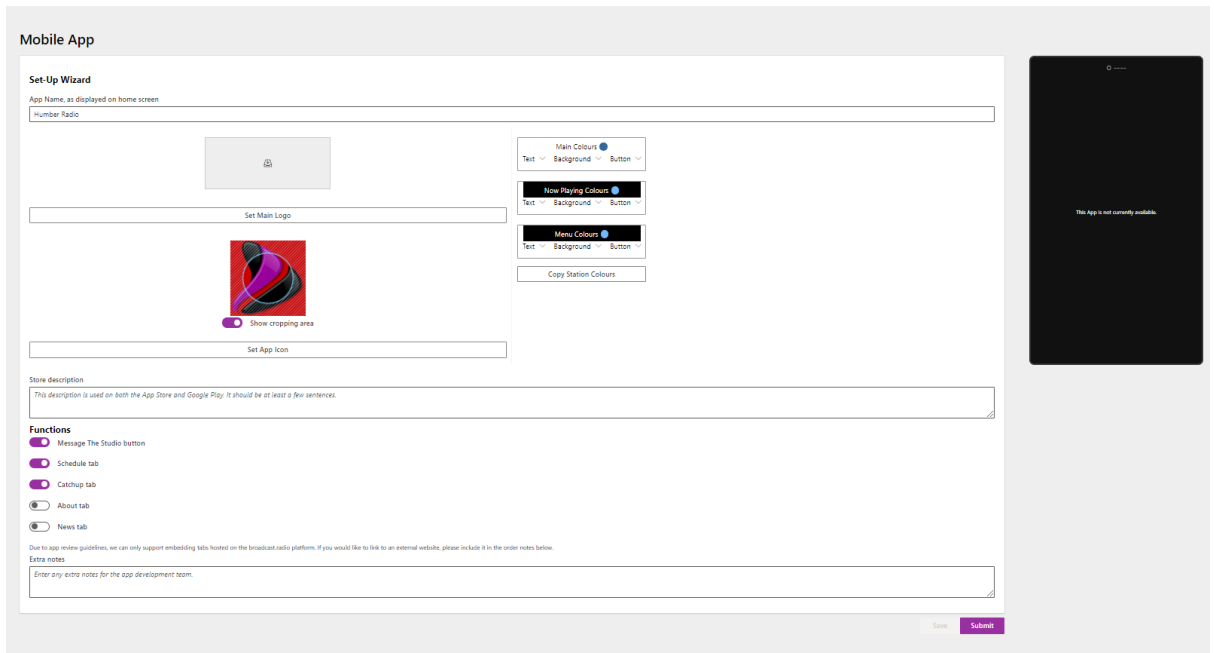 Mobile App
Set-Up Wizard
App Name, as displayed on home screen
Humber Radio
Set Main Logo
Show cropping area
Set App Icon
Main Colours
Text Background Button
Now Playing Colours
Text Background Button
Menu Colours
Text Background Button
Copy Station Colours
Store description
This description is used on both the App Store and Google Play. It should be at least a few sentences.
Functions
Message The Studio button
Schedule tab
Catchup tab
About tab
News tab
Due to app review guidelines, we can only support embedding tabs hosted on the broadcast.radio platform. If you would like to link to an external website, please include it in the order notes below.
Extra notes
Enter any extra notes for the app development team.
Save Submit
This App is not currently available.